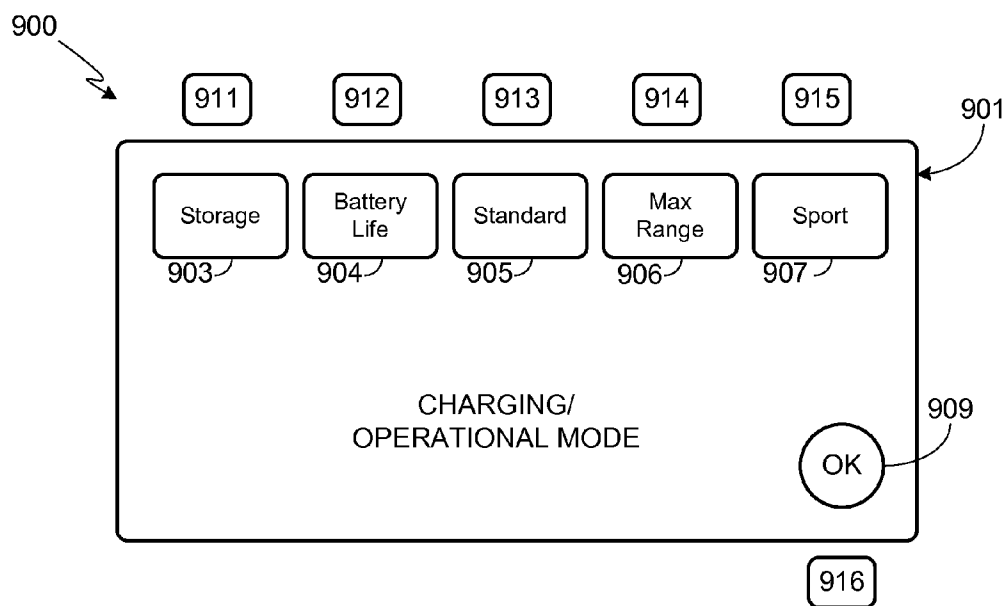 900
911 912 913 914 915
901
Storage Battery Life Standard Max Range Sport
903 904 905 906 907
CHARGING/
OPERATIONAL MODE
909
OK
916